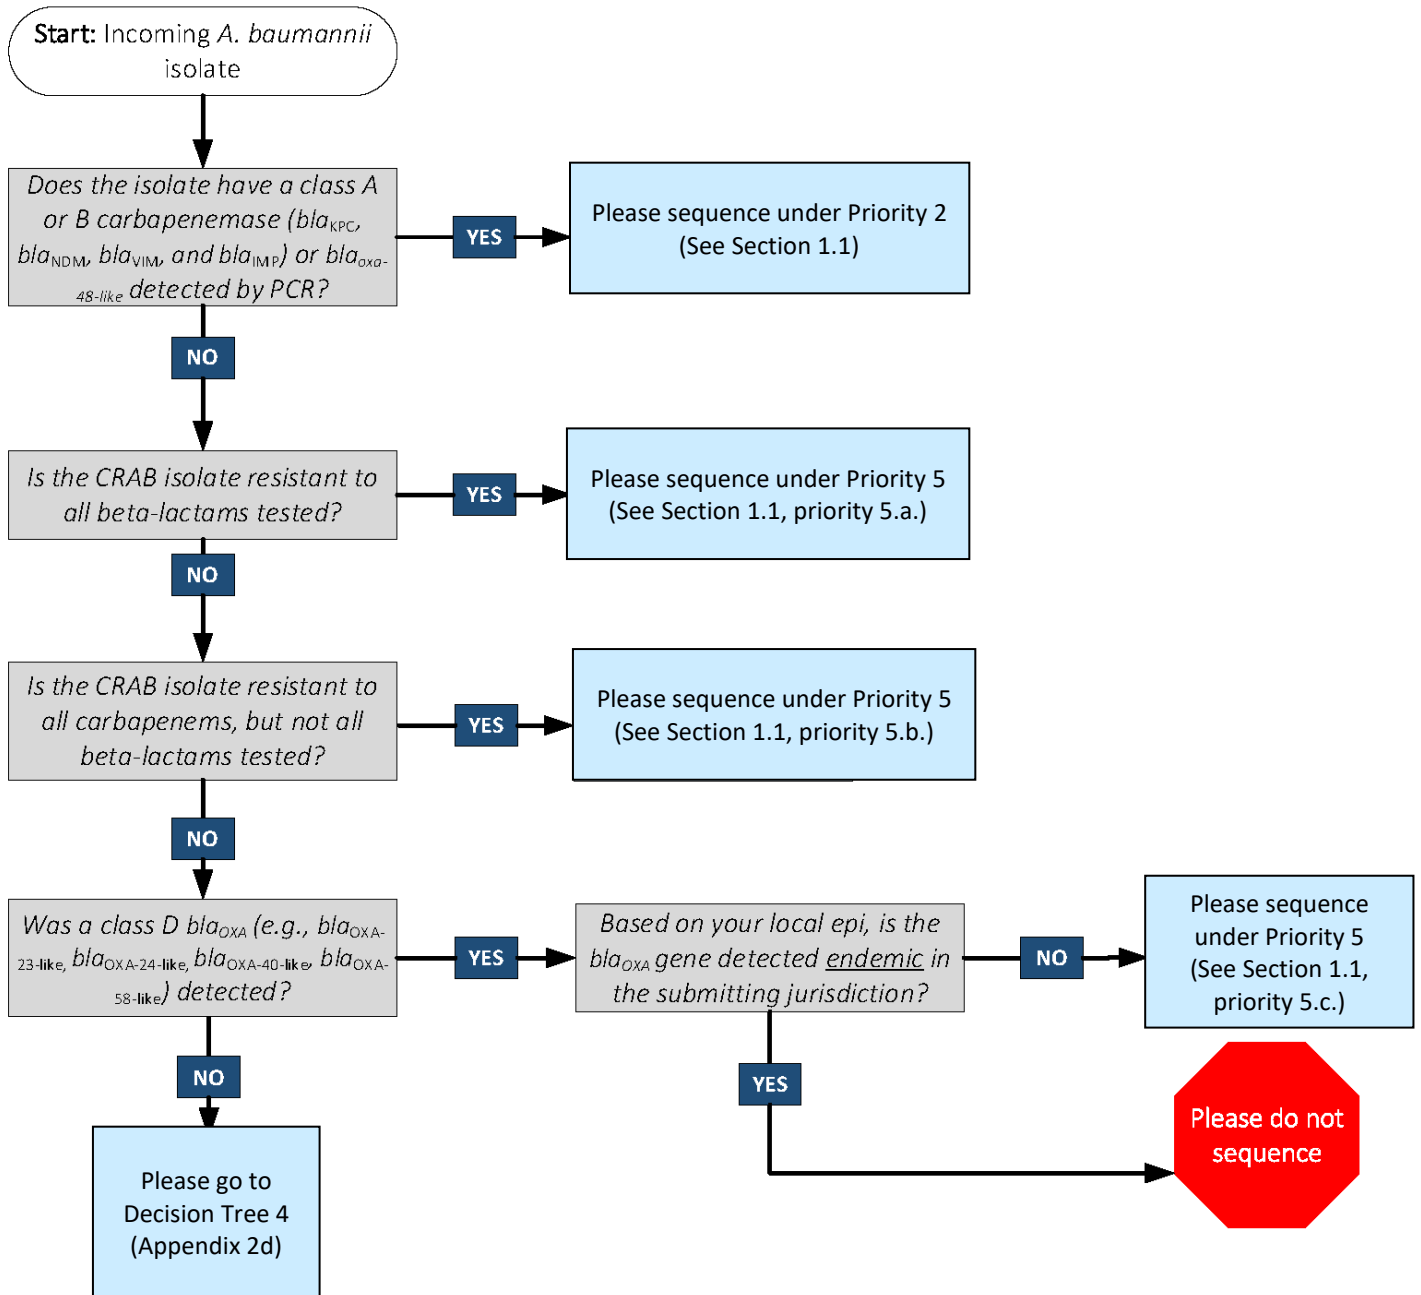 Start: Incoming A. baumannii
isolate
Does the isolate have a class A
or B carbapenemase (blaKPC,
blaNDM, blaVIM, and blaIMP) or blaoxa-
48-like detected by PCR?
YES
Please sequence under Priority 2
(See Section 1.1)
NO
Is the CRAB isolate resistant to
all beta-lactams tested?
YES
Please sequence under Priority 5
(See Section 1.1, priority 5.a.)
NO
Is the CRAB isolate resistant to
all carbapenems, but not all
beta-lactams tested?
YES
Please sequence under Priority 5
(See Section 1.1, priority 5.b.)
NO
Was a class D blaOXA (e.g., blaOXA-
23-like, blaOXA-24-like, blaOXA-40-like, blaOXA-
58-like) detected?
YES
Based on your local epi, is the
blaOXA gene detected endemic in
the submitting jurisdiction?
NO
Please sequence
under Priority 5
(See Section 1.1,
priority 5.c.)
NO
YES
Please do not
sequence
Please go to
Decision Tree 4
(Appendix 2d)